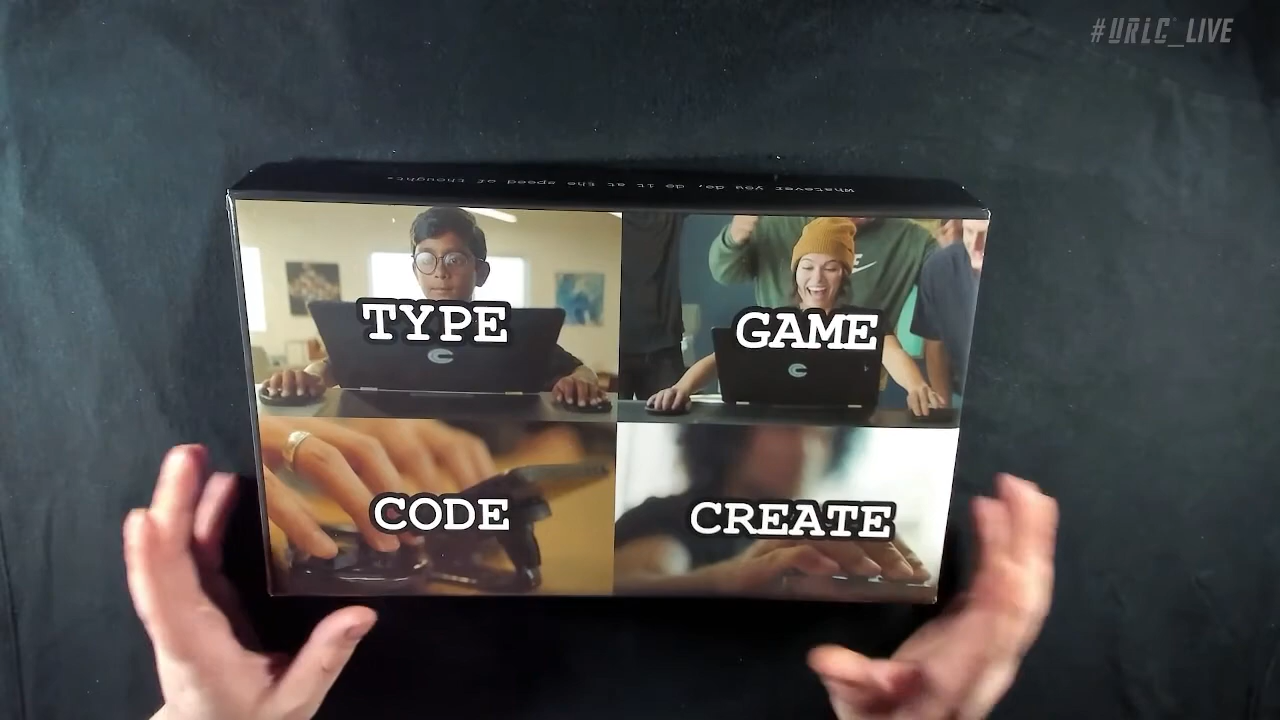 #URLC_LIVE
Whatever you do, do it at the speed of thought.
TYPE
GAME
CODE
CREATE